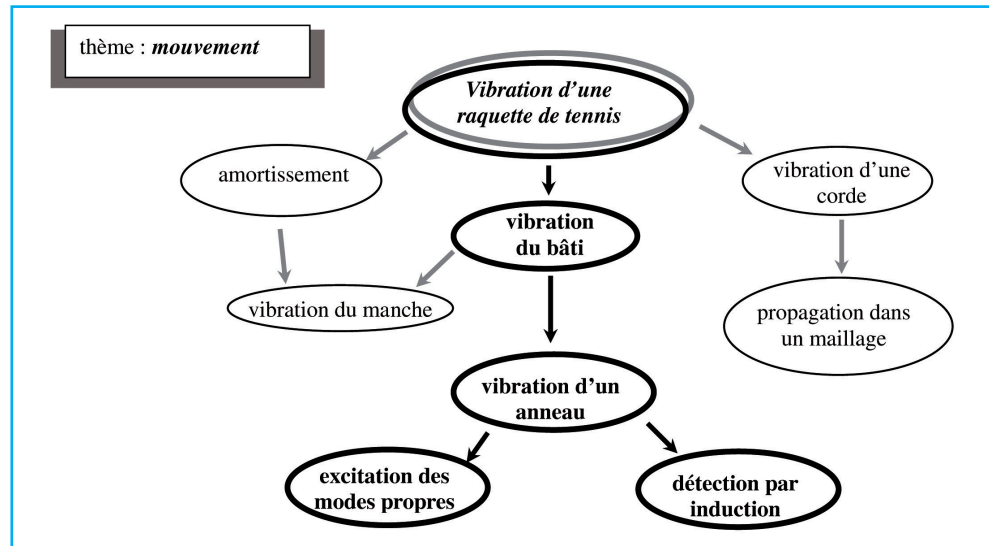 thème : mouvement
Vibration d’une
raquette de tennis
amortissement
vibration d’une
corde
vibration
du bâti
vibration du manche
propagation dans
un maillage
vibration d’un
anneau
excitation des
modes propres
détection par
induction